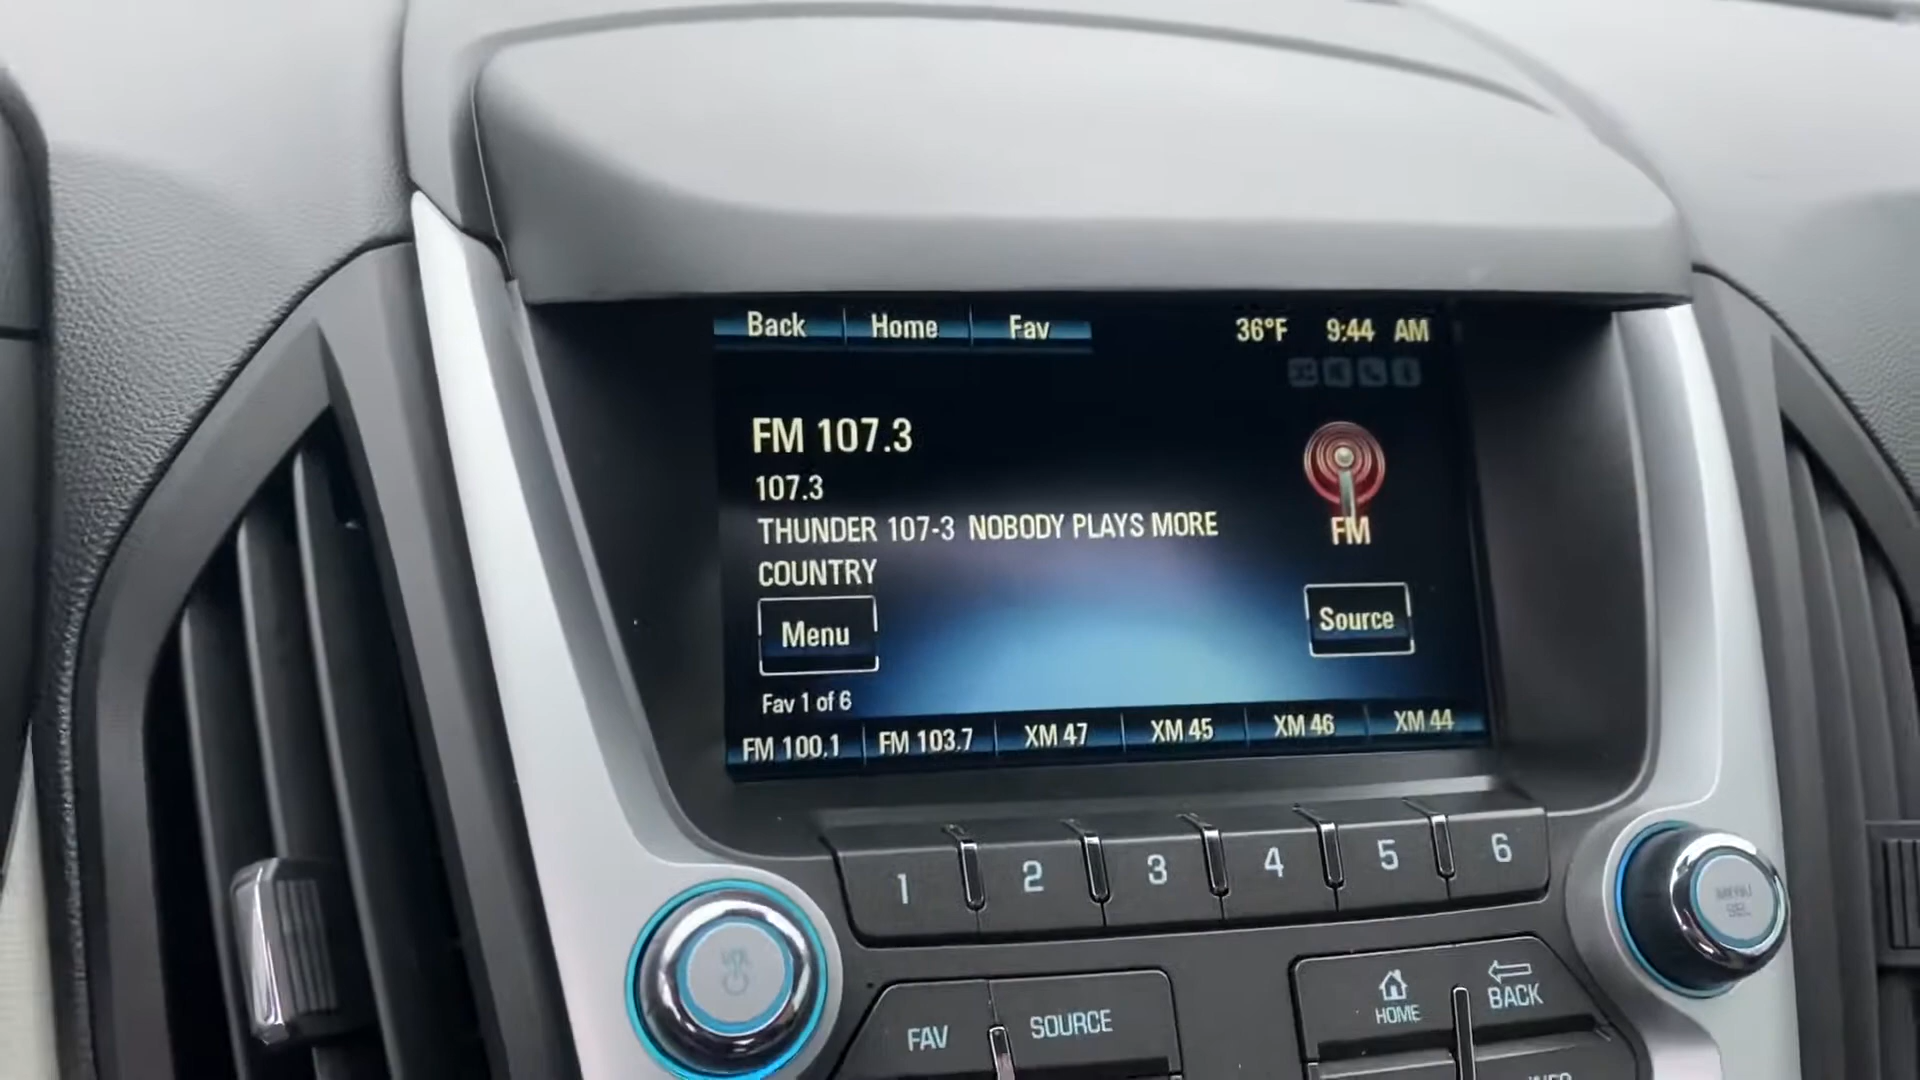 Back Home Fav 36°F 9:44 AM
FM 107.3
107.3
THUNDER 107-3 NOBODY PLAYS MORE
COUNTRY
FM
Menu
Source
Fav 1 of 6
FM 100.1 FM 103.7 XM 47 XM 45 XM 46 XM 44
1 2 3 4 5 6
VOL
FAV SOURCE
HOME BACK